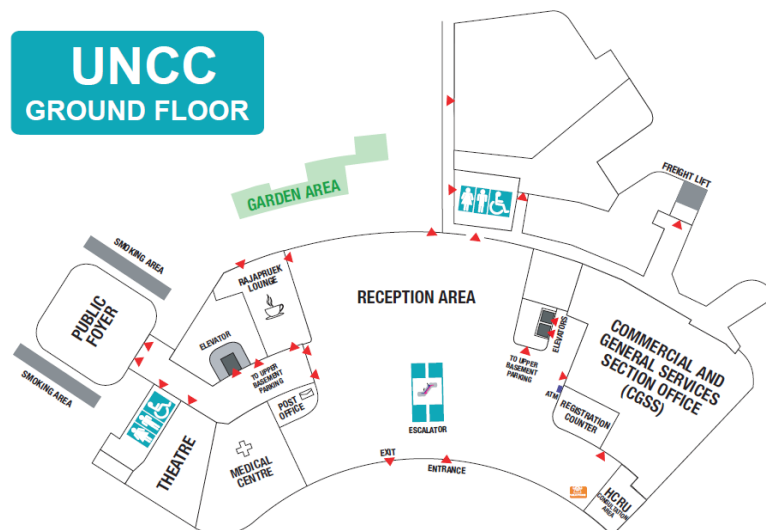 UNCC
GROUND FLOOR
GARDEN AREA
FREIGHT LIFT
SMOKING AREA
PUBLIC
FOYER
SMOKING AREA
RAJAPRUEK
LOUNGE
RECEPTION AREA
ELEVATOR
TO UPPER
BASEMENT
PARKING
POST
OFFICE
ELEVATORS
TO UPPER
BASEMENT
PARKING
COMMERCIAL AND
GENERAL SERVICES
SECTION OFFICE
(CGSS)
ATM
REGISTRATION
COUNTER
ESCALATOR
THEATRE
MEDICAL
CENTRE
EXIT
ENTRANCE
HCRU
CONSULTATION
AREA